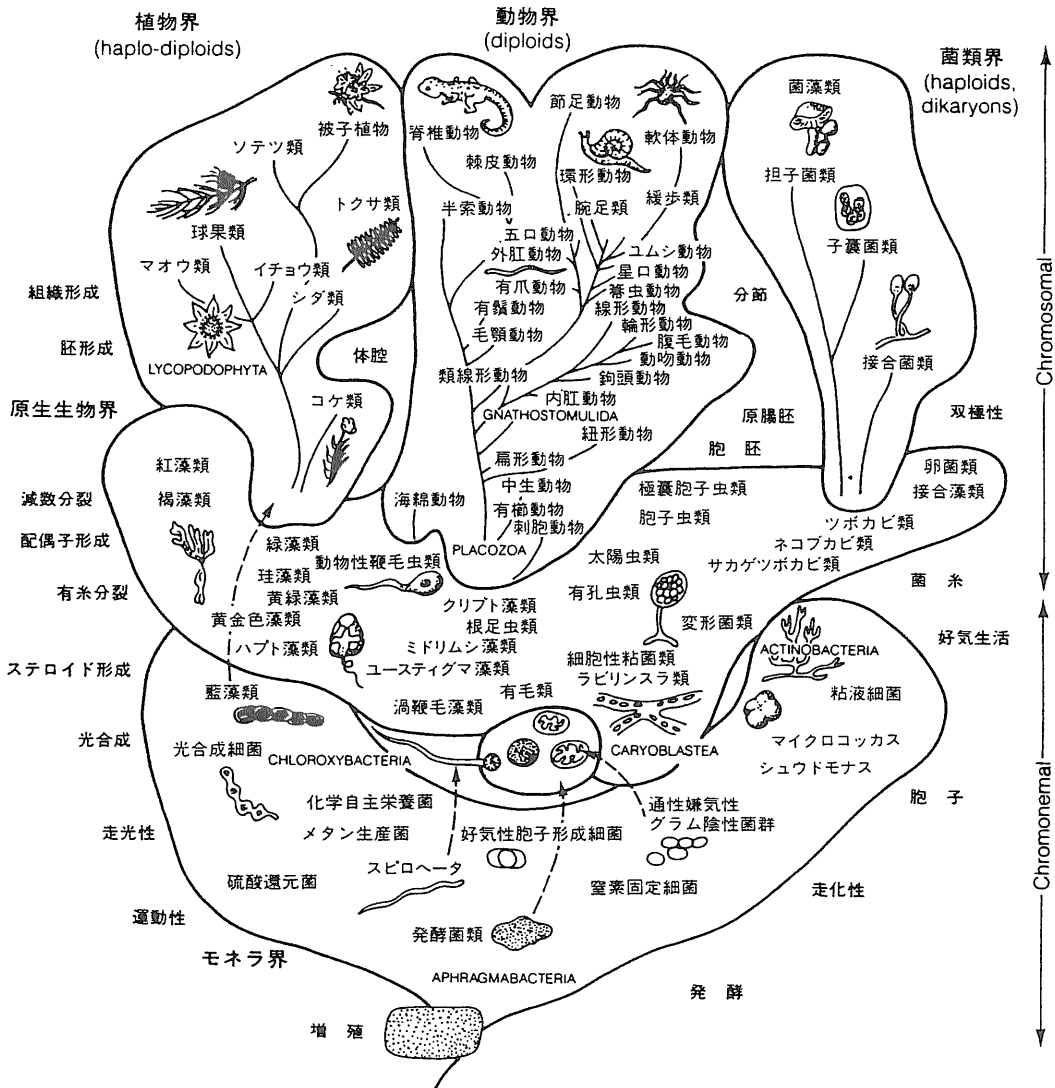 植物界
(haplo-diploids)
動物界
(diploids)
菌類界
(haploids,
dikaryons)
被子植物
ソテツ類
トクサ類
球果類
マオウ類
イチョウ類
シダ類
LYCOPODOPHYTA
コケ類
脊椎動物
節足動物
軟体動物
棘皮動物
環形動物
半索動物
腕足類
緩歩類
五口動物
外肛動物
ユムシ動物
星口動物
有爪動物
脊虫動物
有鬚動物
線形動物
輪形動物
毛顎動物
腹毛動物
動吻動物
類線形動物
鉤頭動物
内肛動物
GNATHOSTOMULIDA
紐形動物
扁形動物
中生動物
海綿動物
有櫛動物
刺胞動物
PLACOZOA
菌藻類
担子菌類
子嚢菌類
接合菌類
組織形成
胚形成
体腔
分節
原腸胚
胞胚
双極性
原生生物界
紅藻類
褐藻類
減数分裂
配偶子形成
有糸分裂
緑藻類
珪藻類
動物性鞭毛虫類
黄緑藻類
黄金色藻類
クリプト藻類
根足虫類
ハプト藻類
ミドリムシ藻類
ユースティグマ藻類
極嚢胞子虫類
胞子虫類
太陽虫類
有孔虫類
変形菌類
卵菌類
接合藻類
ツボカビ類
ネコブカビ類
サカゲツボカビ類
菌糸
好気生活
細胞性粘菌類
ラビリンスラ類
有毛類
渦鞭毛藻類
ステロイド形成
藍藻類
光合成
光合成細菌
CHLOROXYBACTERIA
CARYOBLASTEA
ACTINOBACTERIA
粘液細菌
マイクロコッカス
シュウドモナス
胞子
化学自主栄養菌
メタン生産菌
好気性胞子形成細菌
通性嫌気性
グラム陰性菌群
走光性
スピロヘータ
硫酸還元菌
窒素固定細菌
走化性
運動性
発酵菌類
モネラ界
APHRAGMABACTERIA
発酵
増殖
Chromosomal
Chromonemal